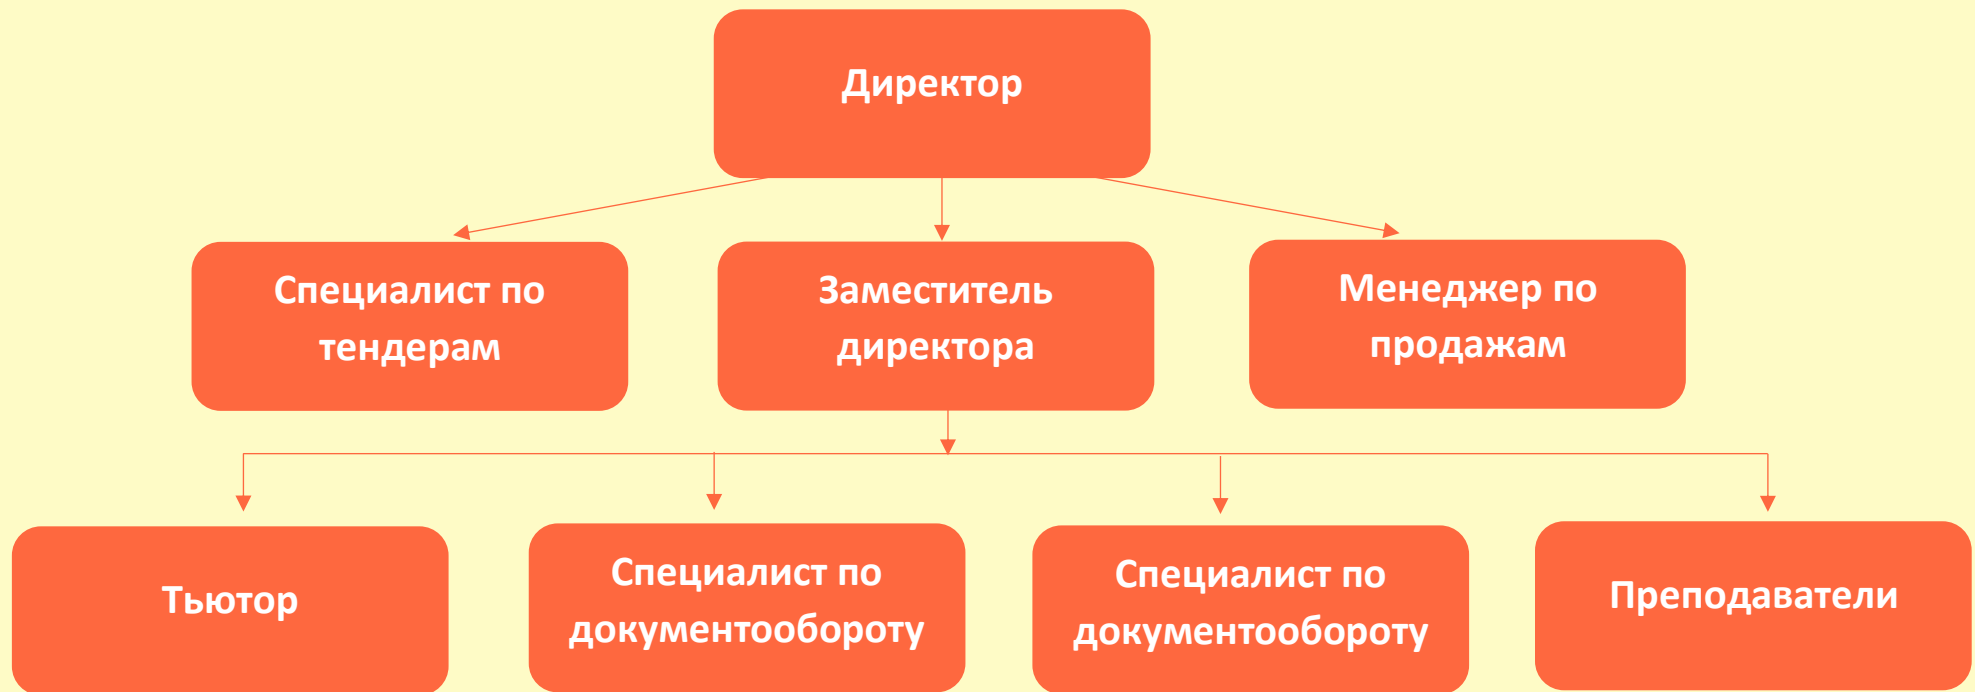 Директор
Специалист по
тендерам
Заместитель
директора
Менеджер по
продажам
Тьютор
Специалист по
документообороту
Специалист по
документообороту
Преподаватели